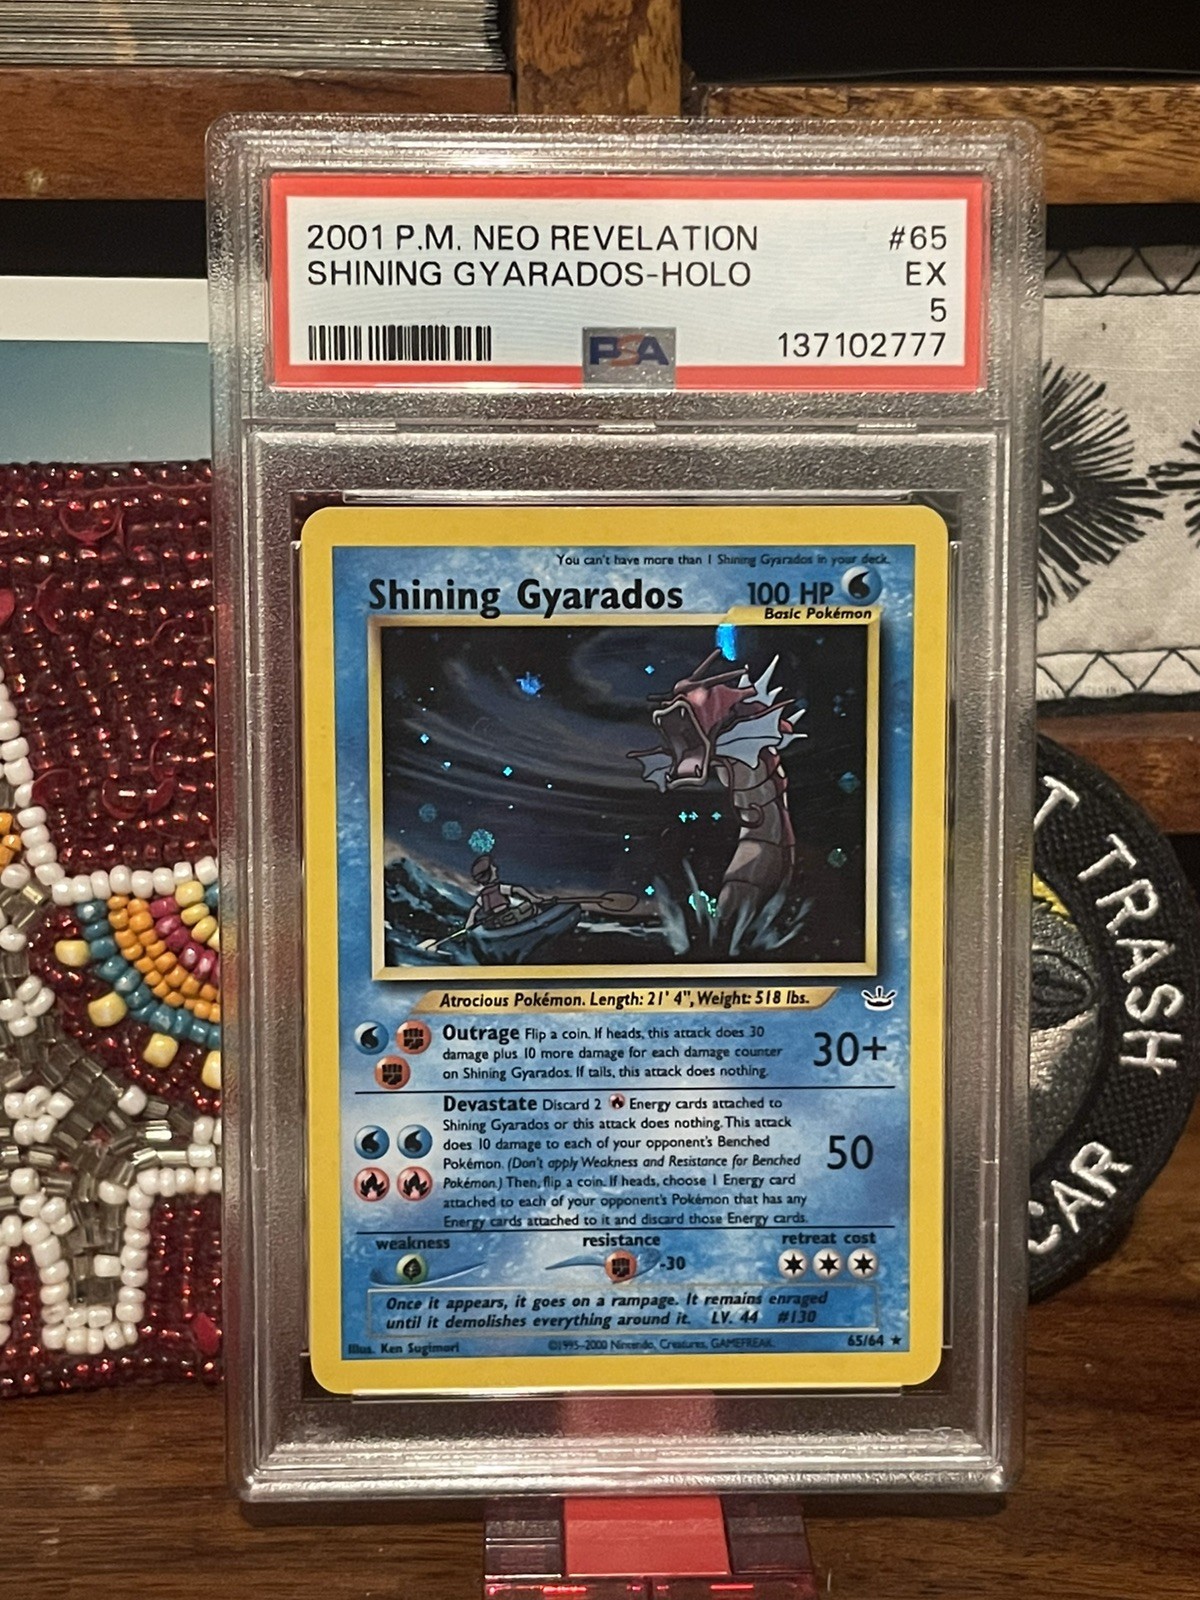 2001 P.M. NEO REVELATION #65
SHINING GYARADOS-HOLO EX
5
PSA 137102777
You can't have more than 1 Shining Gyarados in your deck.
Shining Gyarados 100 HP
Basic Pokémon
Atrocious Pokémon. Length: 21' 4", Weight: 518 lbs.
Outrage Flip a coin. If heads, this attack does 30
damage plus 10 more damage for each damage counter
on Shining Gyarados. If tails, this attack does nothing.
30+
Devastate Discard 2 Energy cards attached to
Shining Gyarados or this attack does nothing. This attack
does 10 damage to each of your opponent's Benched
Pokémon. (Don't apply Weakness and Resistance for Benched
Pokémon.) Then, flip a coin. If heads, choose 1 Energy card
attached to each of your opponent's Pokémon that has any
Energy cards attached to it and discard those Energy cards.
50
weakness resistance retreat cost
-30
Once it appears, it goes on a rampage. It remains enraged
until it demolishes everything around it. LV. 44 #130
Illus. Ken Sugimori ©1995-2000 Nintendo, Creatures, GAMEFREAK. 65/64 ★
T TRASH
CAR